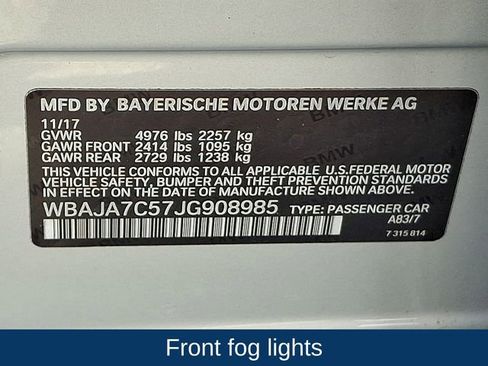 MFD BY BAYERISCHE MOTOREN WERKE AG
11/17
GVWR 4976 lbs 2257 kg
GAWR FRONT 2414 lbs 1095 kg
GAWR REAR 2729 lbs 1238 kg
THIS VEHICLE CONFORMS TO ALL APPLICABLE U.S.FEDERAL MOTOR
VEHICLE SAFETY, BUMPER AND THEFT PREVENTION STANDARDS
IN EFFECT ON THE DATE OF MANUFACTURE SHOWN ABOVE.
WBAJA7C57JG908985 TYPE: PASSENGER CAR
A83/7
7 315 814
Front fog lights